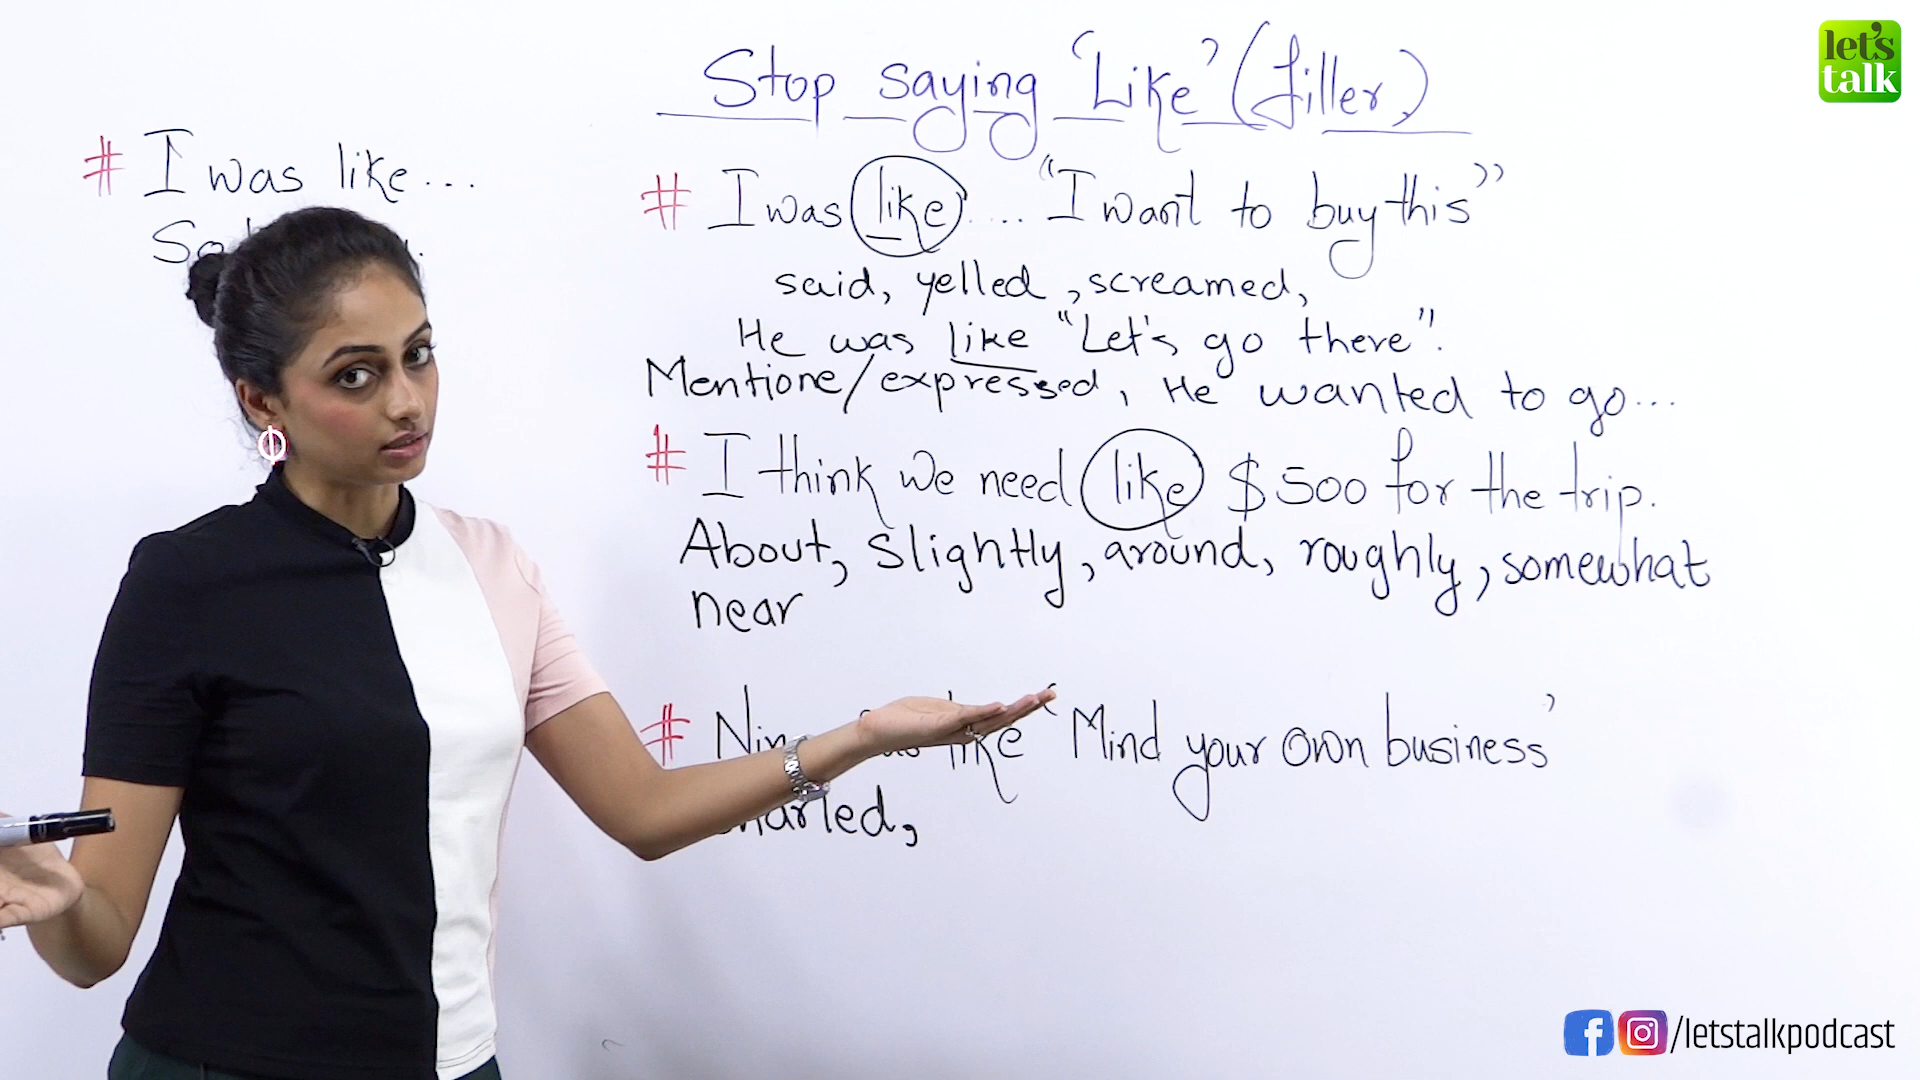 let's
talk
Stop saying 'Like' (filler)
# I was like...
# I was like .... "I want to buy this"
said, yelled, screamed,
He was like "Let's go there".
Mentione/expressed, He wanted to go...
# I think we need like $500 for the trip.
About, slightly, around, roughly, somewhat
near
# like 'Mind your own business'
/letstalkpodcast